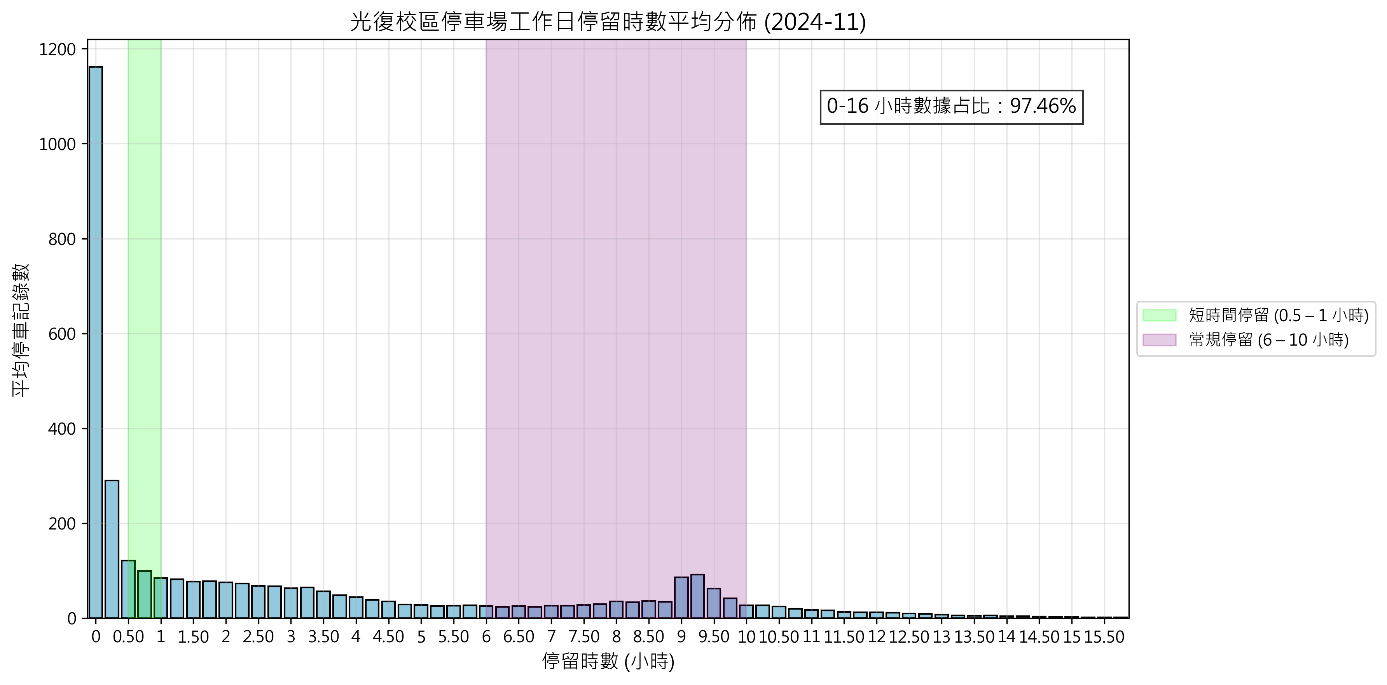 光復校區停車場工作日停留時數平均分佈 (2024-11)
1200
1000
800
600
400
200
0
平均停車記錄數
0-16 小時數據占比：97.46%
短時間停留 (0.5 – 1 小時)
常規停留 (6 – 10 小時)
0 0.50 1 1.50 2 2.50 3 3.50 4 4.50 5 5.50 6 6.50 7 7.50 8 8.50 9 9.50 10 10.50 11 11.50 12 12.50 13 13.50 14 14.50 15 15.50
停留時數 (小時)